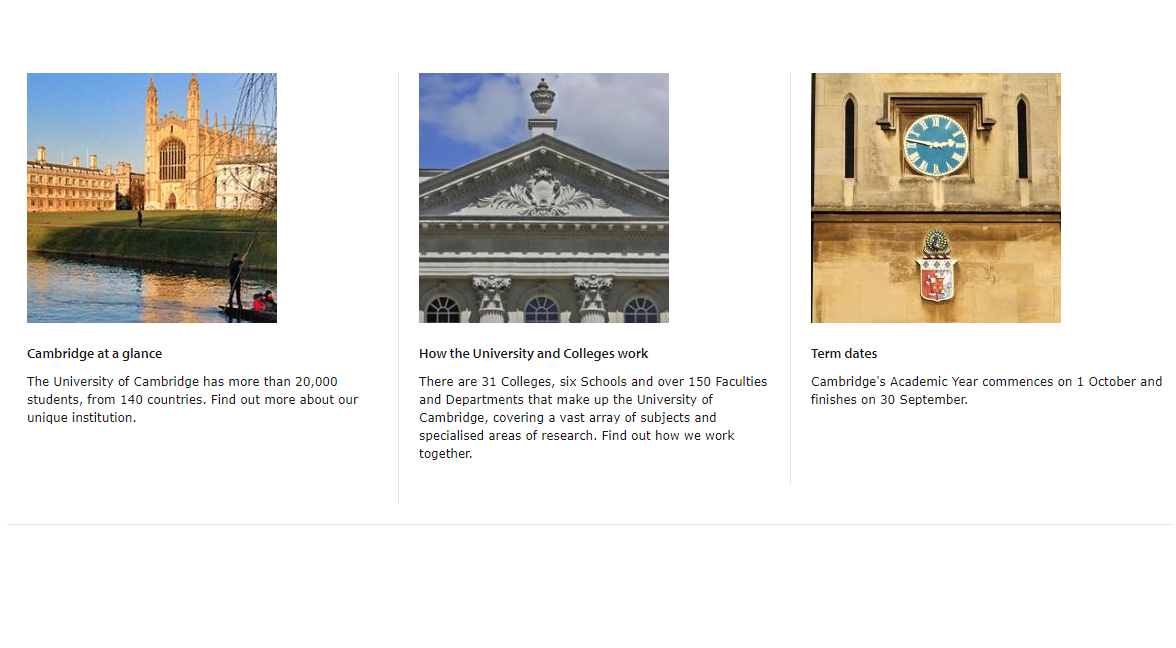 Cambridge at a glance
The University of Cambridge has more than 20,000
students, from 140 countries. Find out more about our
unique institution.
How the University and Colleges work
There are 31 Colleges, six Schools and over 150 Faculties
and Departments that make up the University of
Cambridge, covering a vast array of subjects and
specialised areas of research. Find out how we work
together.
Term dates
Cambridge's Academic Year commences on 1 October and
finishes on 30 September.